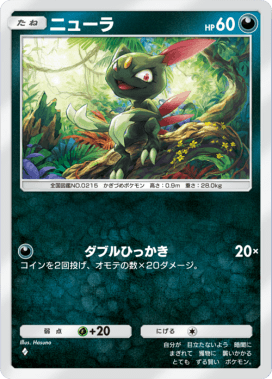 たね ニューラ HP60
全国図鑑NO.0215 かぎづめポケモン 高さ：0.9m 重さ：28.0kg
ダブルひっかき 20×
コインを2回投げ、オモテの数×20ダメージ。
弱点 +20 にげる
Illus. Hasuno
自分が 目立たないよう 暗闇に
まぎれて 獲物に 襲いかかる
とても ずる賢い ポケモン。